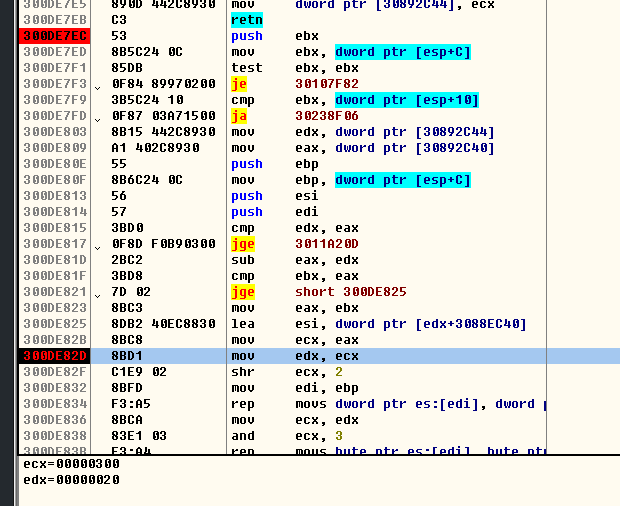 300DE7E5 890D 442C8930 mov dword ptr [30892C44], ecx
300DE7EB C3 retn
300DE7EC 53 push ebx
300DE7ED 8B5C24 0C mov ebx, dword ptr [esp+C]
300DE7F1 85DB test ebx, ebx
300DE7F3 0F84 89970200 je 30107F82
300DE7F9 3B5C24 10 cmp ebx, dword ptr [esp+10]
300DE7FD 0F87 03A71500 ja 30238F06
300DE803 8B15 442C8930 mov edx, dword ptr [30892C44]
300DE809 A1 402C8930 mov eax, dword ptr [30892C40]
300DE80E 55 push ebp
300DE80F 8B6C24 0C mov ebp, dword ptr [esp+C]
300DE813 56 push esi
300DE814 57 push edi
300DE815 3BD0 cmp edx, eax
300DE817 0F8D F0B90300 jge 3011A20D
300DE81D 2BC2 sub eax, edx
300DE81F 3BD8 cmp ebx, eax
300DE821 7D 02 jge short 300DE825
300DE823 8BC3 mov eax, ebx
300DE825 8DB2 40EC8830 lea esi, dword ptr [edx+3088EC40]
300DE82B 8BC8 mov ecx, eax
300DE82D 8BD1 mov edx, ecx
300DE82F C1E9 02 shr ecx, 2
300DE832 8BFD mov edi, ebp
300DE834 F3:A5 rep movs dword ptr es:[edi], dword p
300DE836 8BCA mov ecx, edx
300DE838 83E1 03 and ecx, 3
300DE83B F3:A4 rep movs byte ptr es:[edi], byte pt
ecx=00000300
edx=00000020